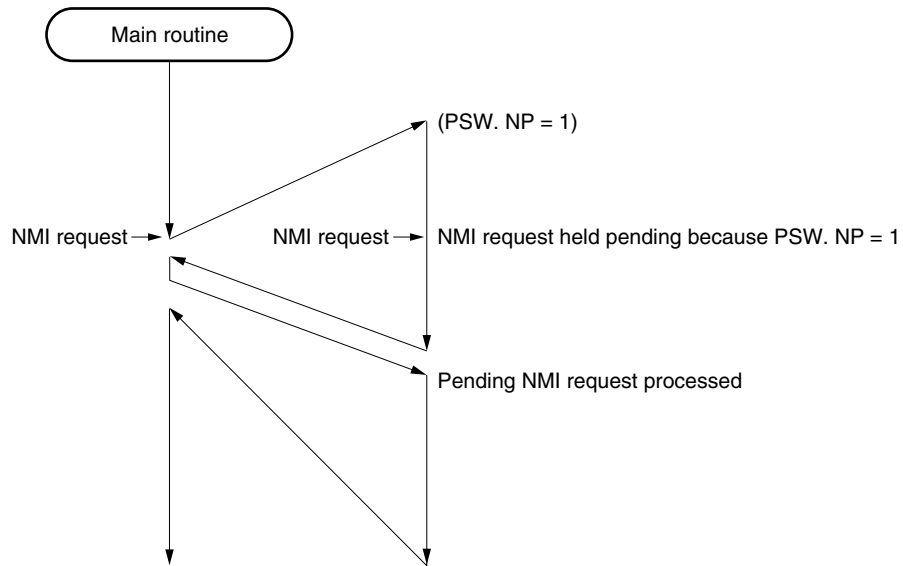 Main routine
(PSW. NP = 1)
NMI request
NMI request
NMI request held pending because PSW. NP = 1
Pending NMI request processed